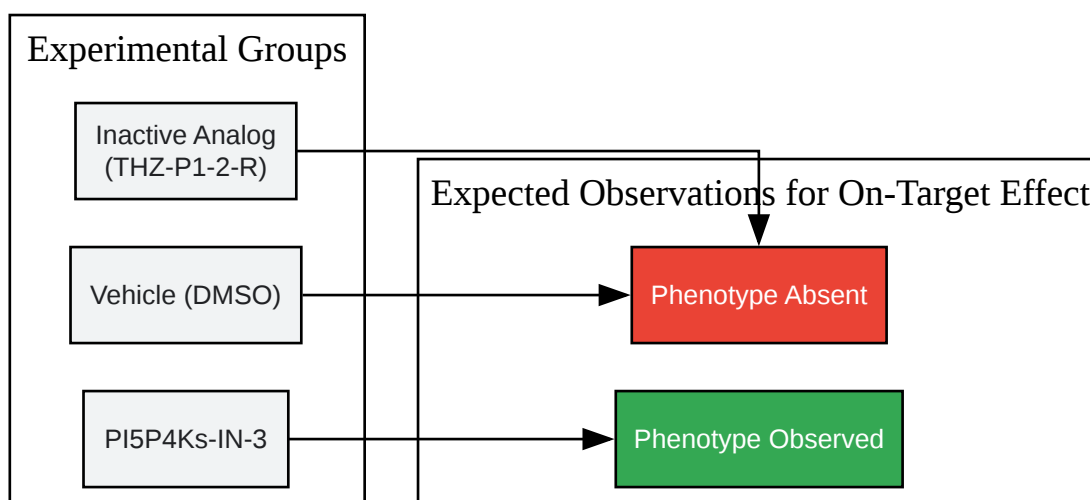 Experimental Groups
Inactive Analog
(THZ-P1-2-R)
Expected Observations for On-Target Effect
Vehicle (DMSO)
Phenotype Absent
PI5P4Ks-IN-3
Phenotype Observed